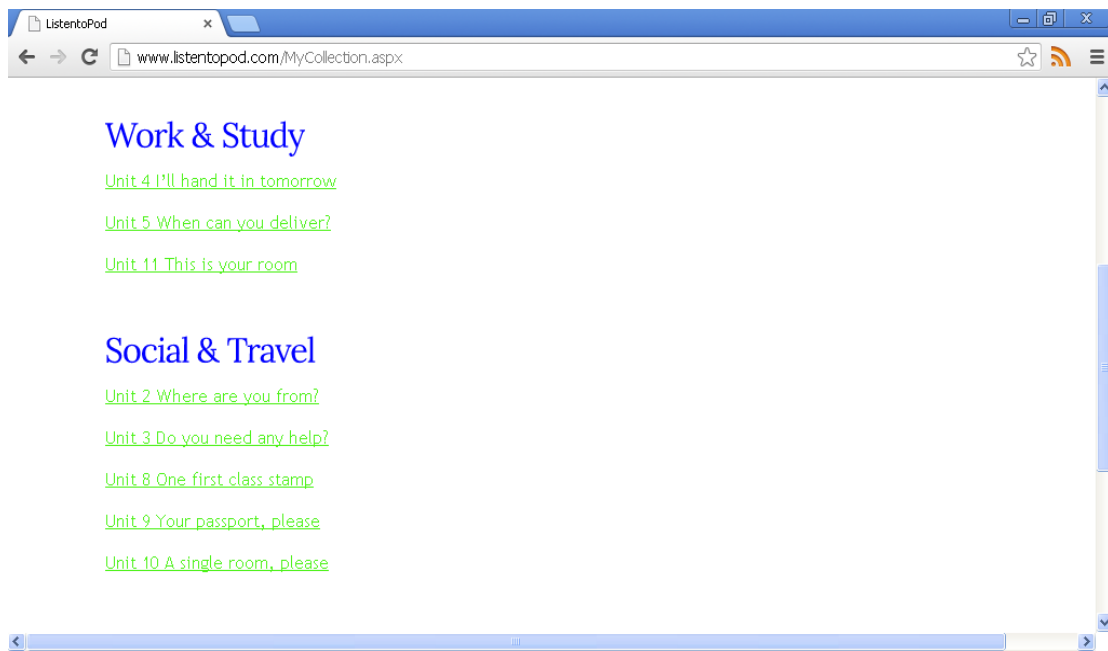 ListentoPod
www.listentopod.com/MyCollection.aspx
Work & Study
Unit 4 I'll hand it in tomorrow
Unit 5 When can you deliver?
Unit 11 This is your room
Social & Travel
Unit 2 Where are you from?
Unit 3 Do you need any help?
Unit 8 One first class stamp
Unit 9 Your passport, please
Unit 10 A single room, please